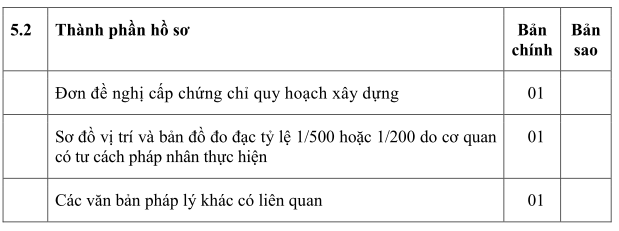 5.2 Thành phần hồ sơ Bản chính Bản sao
Đơn đề nghị cấp chứng chỉ quy hoạch xây dựng 01
Sơ đồ vị trí và bản đồ đo đạc tỷ lệ 1/500 hoặc 1/200 do cơ quan 01
có tư cách pháp nhân thực hiện
Các văn bản pháp lý khác có liên quan 01